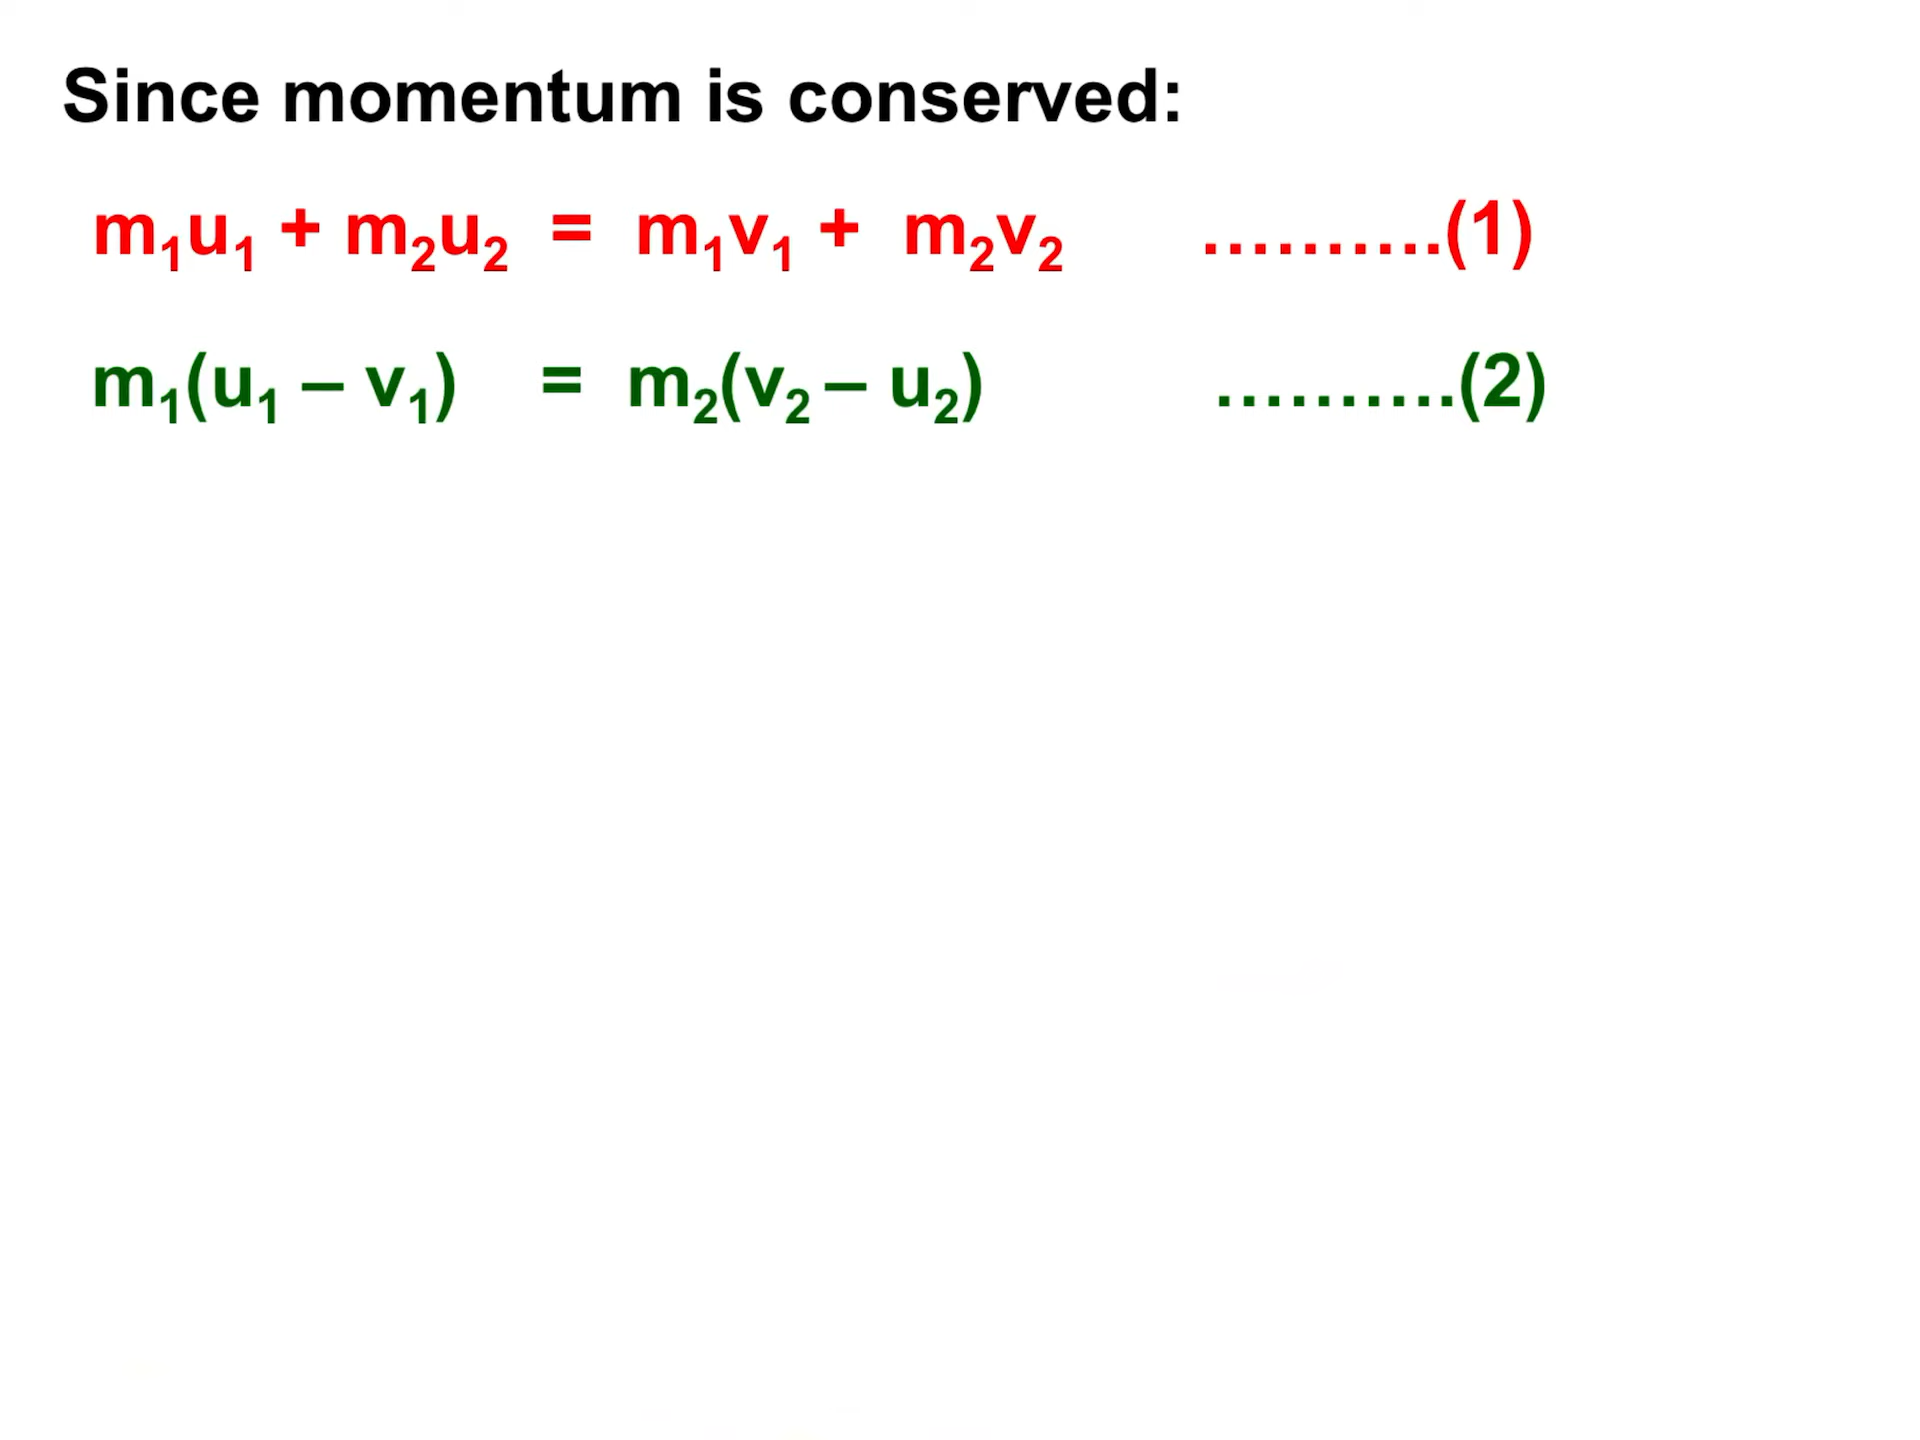 Since momentum is conserved:
m₁u₁ + m₂u₂ = m₁v₁ + m₂v₂ ..........(1)
m₁(u₁ – v₁) = m₂(v₂ – u₂) ..........(2)